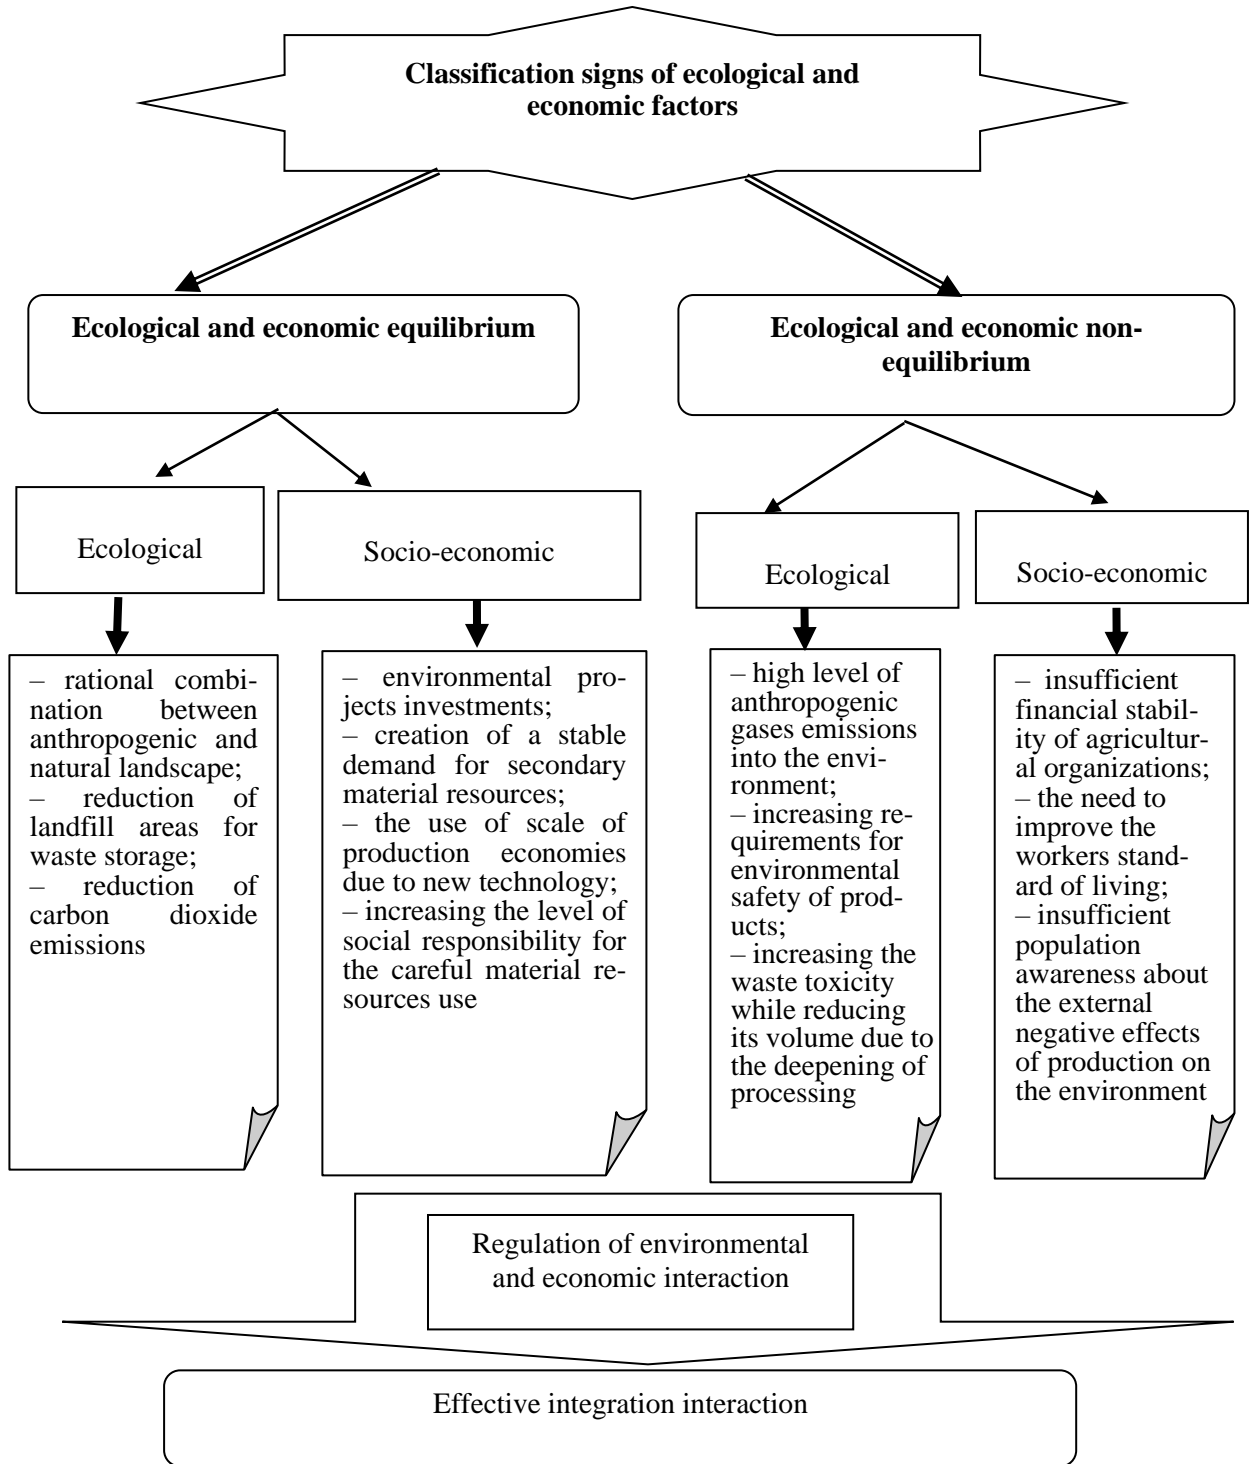 Classification signs of ecological and
economic factors
Ecological and economic equilibrium
Ecological and economic non-
equilibrium
Ecological
Socio-economic
Ecological
Socio-economic
– rational combi-
nation between
anthropogenic and
natural landscape;
– reduction of
landfill areas for
waste storage;
– reduction of
carbon dioxide
emissions
– environmental pro-
jects investments;
– creation of a stable
demand for secondary
material resources;
– the use of scale of
production economies
due to new technology;
– increasing the level of
social responsibility for
the careful material re-
sources use
– high level of
anthropogenic
gases emissions
into the envi-
ronment;
– increasing re-
quirements for
environmental
safety of prod-
ucts;
– increasing the
waste toxicity
while reducing
its volume due to
the deepening of
processing
– insufficient
financial stabil-
ity of agricultur-
al organizations;
– the need to
improve the
workers stand-
ard of living;
– insufficient
population
awareness about
the external
negative effects
of production on
the environment
Regulation of environmental
and economic interaction
Effective integration interaction